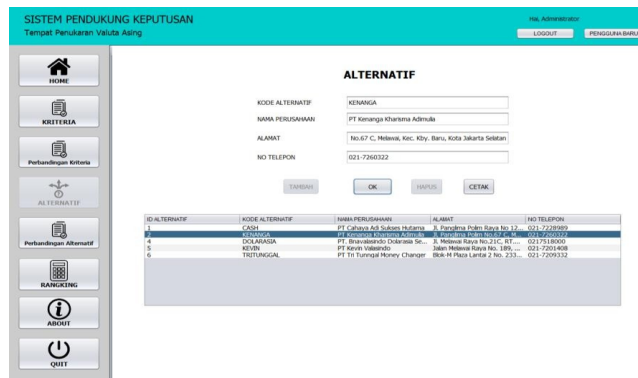 SISTEM PENDUKUNG KEPUTUSAN
Tempat Penukaran Valuta Asing
Hai, Administrator
LOGOUT
PENGGUNA BARU
HOME
KRITERIA
Perbandingan Kriteria
ALTERNATIF
Perbandingan Alternatif
RANGKING
ABOUT
QUIT
ALTERNATIF
KODE ALTERNATIF KENANGA
NAMA PERUSAHAAN PT Kenanga Kharisma Adimulia
ALAMAT No.67 C, Melawai, Kec. Kby. Baru, Kota Jakarta Selatan
NO TELEPON 021-7260322
TAMBAH OK HAPUS CETAK
ID ALTERNATIF KODE ALTERNATIF NAMA PERUSAHAAN ALAMAT NO TELEPON
1 CASH PT Cahaya Adi Sukses Hutama Jl. Panglima Polim Raya No 12... 021-7228989
2 KENANGA PT Kenanga Kharisma Adimulia Jl. Panglima Polim No.67 C, M... 021-7260322
4 DOLARASIA PT. Bnavalasindo Dolarasia Se... Jl. Melawai Raya No.21C, RT.... 0217518000
5 KEVIN PT Kevin Valasindo Jalan Melawai Raya No. 189, ... 021-7201408
6 TRITUNGGAL PT Tri Tunngal Money Changer Blok-M Plaza Lantai 2 No. 233... 021-7209332